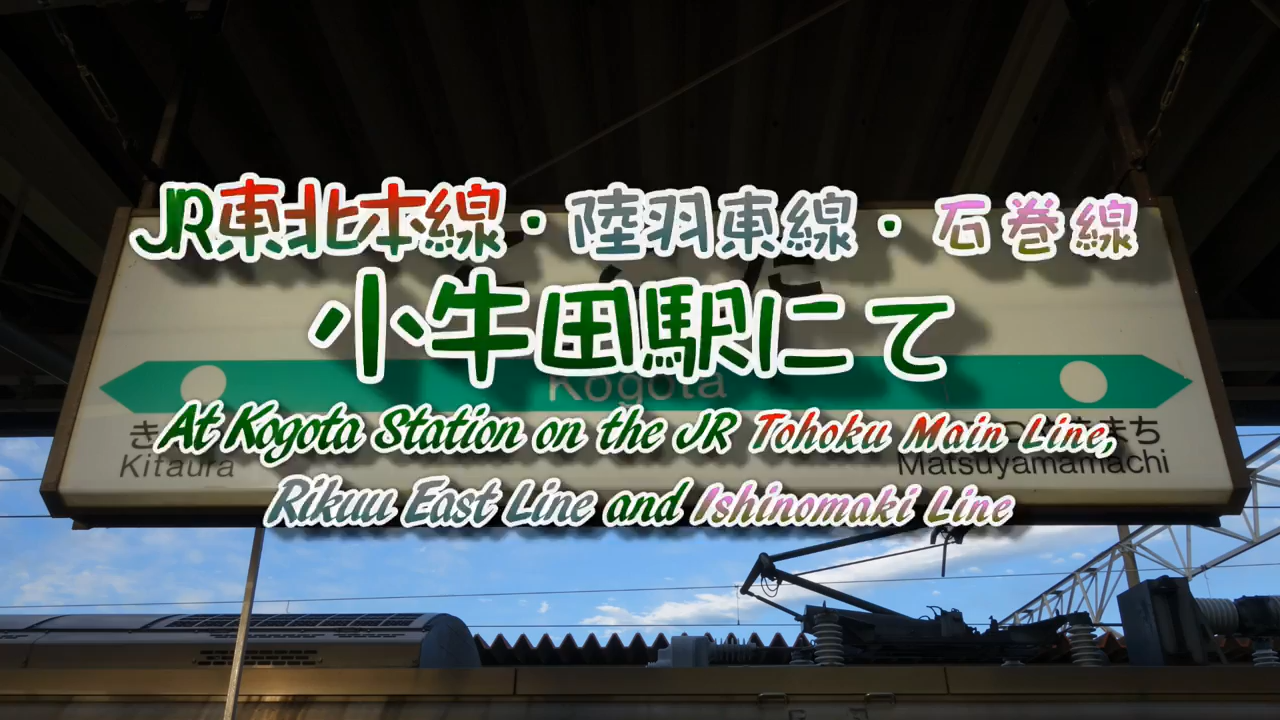 JR東北本線・陸羽東線・石巻線
小牛田駅にて
Kogota
At Kogota Station on the JR Tohoku Main Line,
Rikuu East Line and Ishinomaki Line
Kitaura
Matsuyamamachi